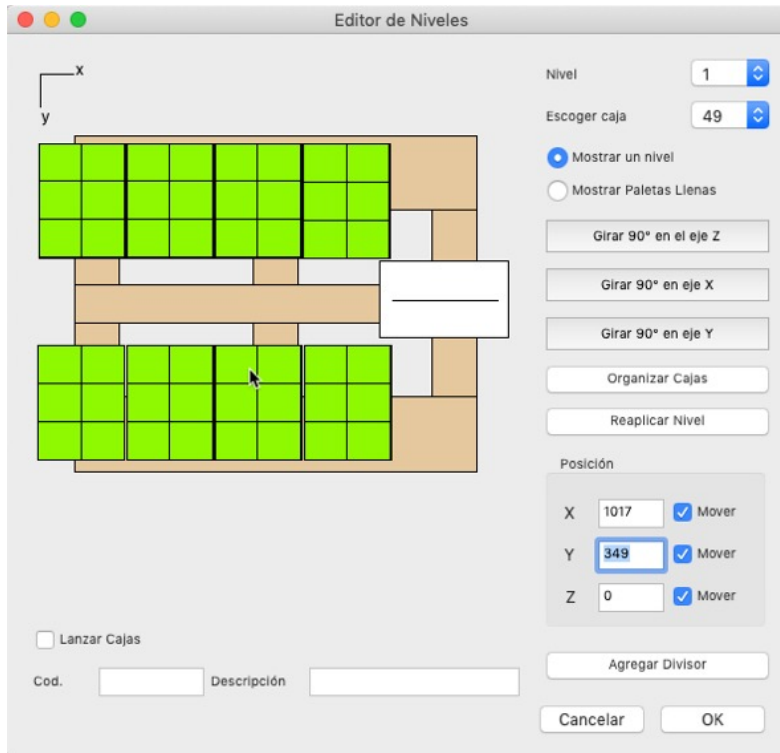 Editor de Niveles
x
y
Nivel 1
Escoger caja 49
Mostrar un nivel
Mostrar Paletas Llenas
Girar 90° en el eje Z
Girar 90° en eje X
Girar 90° en eje Y
Organizar Cajas
Reaplicar Nivel
Posición
X 1017 Mover
Y 349 Mover
Z 0 Mover
Lanzar Cajas
Cod. Descripción
Agregar Divisor
Cancelar OK